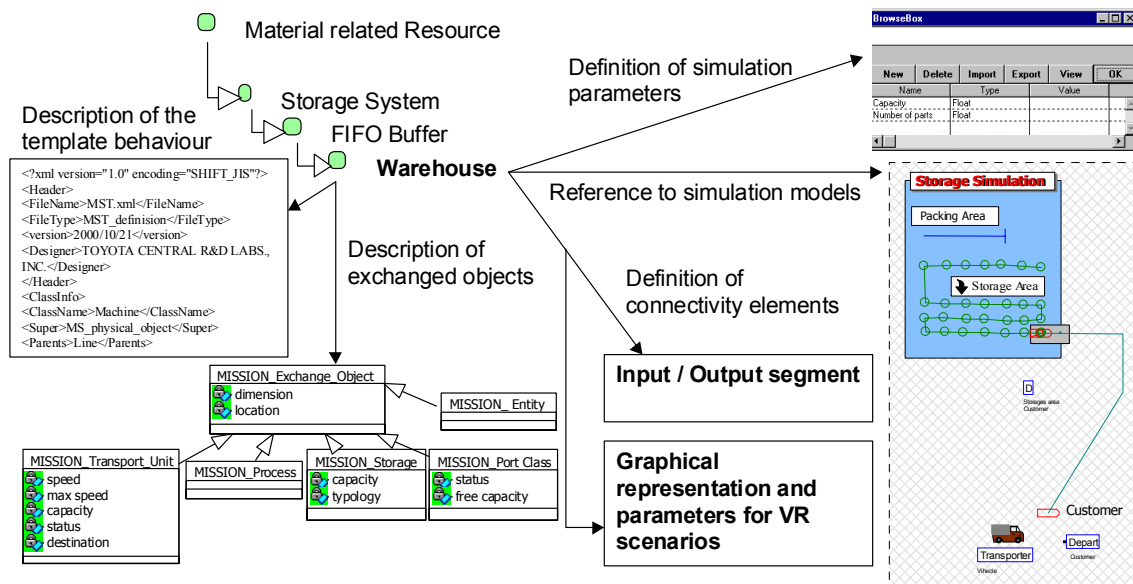 Material related Resource
Storage System
FIFO Buffer
Warehouse
Description of the
template behaviour
<?xml version="1.0" encoding="SHIFT_JIS"?>
<Header>
<FileName>MST.xml</FileName>
<FileType>MST_definision</FileType>
<version>2000/10/21</version>
<Designer>TOYOTA CENTRAL R&D LABS.,
INC.</Designer>
</Header>
<ClassInfo>
<ClassName>Machine</ClassName>
<Super>MS_physical_object</Super>
<Parents>Line</Parents>
Description of
exchanged objects
MISSION_Exchange_Object
dimension
location
MISSION_ Entity
MISSION_Transport_Unit
speed
max speed
capacity
status
destination
MISSION_Process
MISSION_Storage
capacity
typology
MISSION_Port Class
status
free capacity
Definition of simulation
parameters
Reference to simulation models
Definition of
connectivity elements
Input / Output segment
Graphical
representation and
parameters for VR
scenarios
BrowseBox
New Delete Import Export View OK
Name Type Value
Capacity Float
Number of parts Float
Storage Simulation
Packing Area
Storage Area
D
Storages area
Customer
Customer
Transporter
Vihecle
Depart
Customer